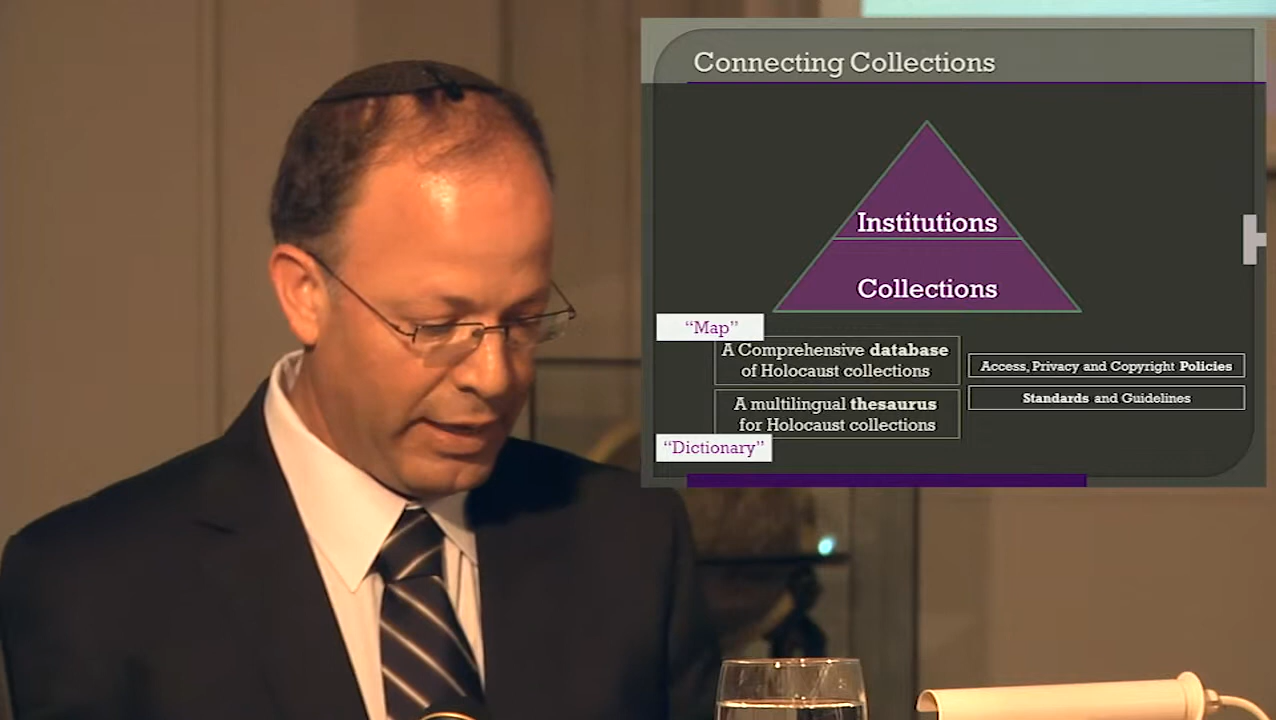 Connecting Collections
Institutions
Collections
“Map”
A Comprehensive database
of Holocaust collections
A multilingual thesaurus
for Holocaust collections
“Dictionary”
Access, Privacy and Copyright Policies
Standards and Guidelines
H